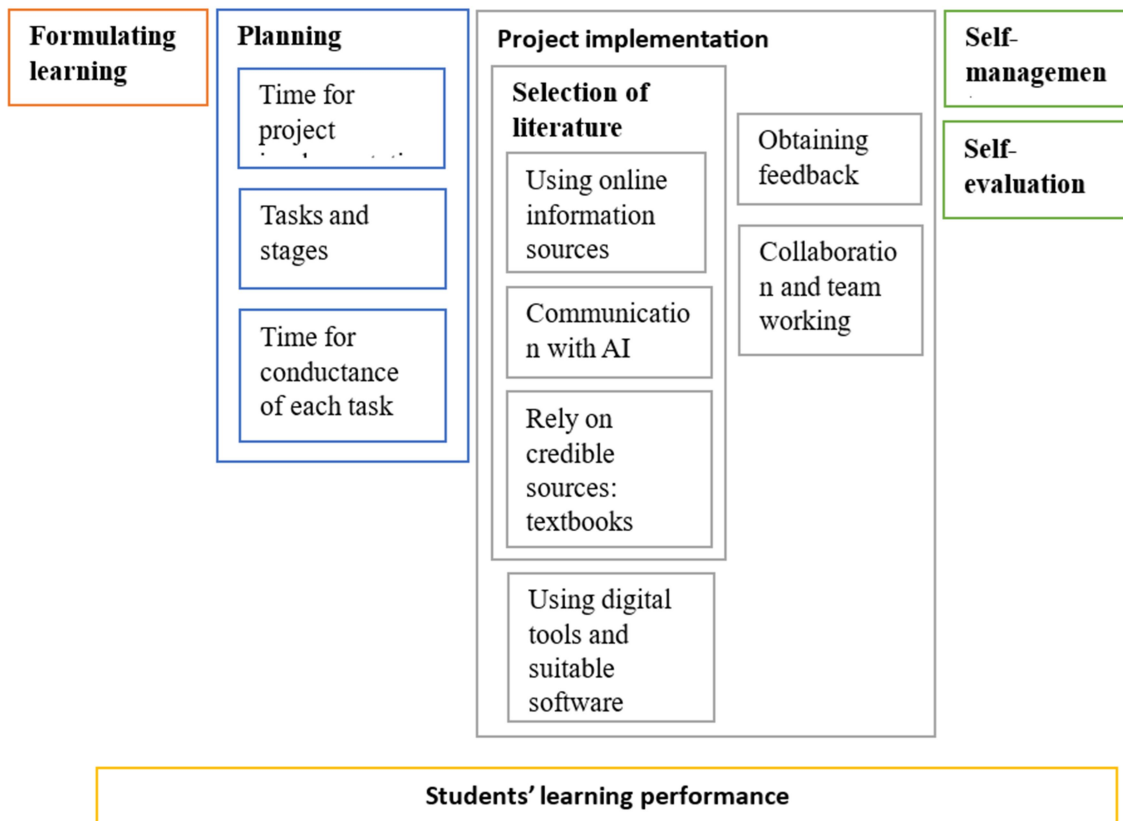 Formulating
learning
Planning
Time for
project
Tasks and
stages
Time for
conductance
of each task
Project implementation
Selection of
literature
Using online
information
sources
Communicatio
n with AI
Rely on
credible
sources:
textbooks
Using digital
tools and
suitable
software
Obtaining
feedback
Collaboratio
n and team
working
Self-
managemen
Self-
evaluation
Students’ learning performance